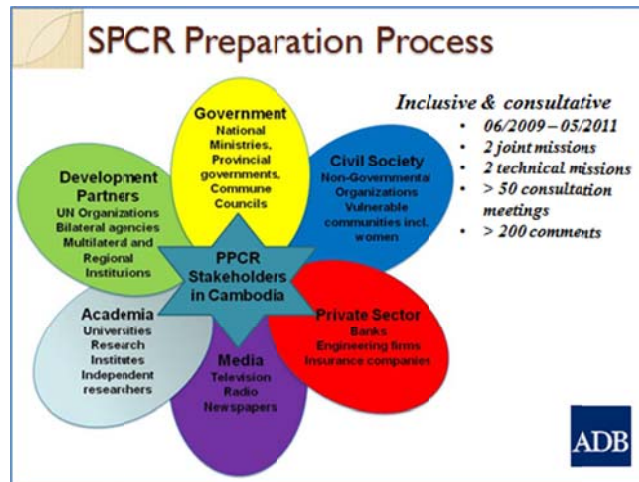 SPCR Preparation Process
Government
National
Ministries,
Provincial
governments,
Commune
Councils
Inclusive & consultative
• 06/2009 – 05/2011
• 2 joint missions
• 2 technical missions
• > 50 consultation
meetings
• > 200 comments
Civil Society
Non-Governmental
Organizations
Vulnerable
communities incl.
women
Development
Partners
UN Organizations
Bilateral agencies
Multilateral and
Regional
Instituions
PPCR
Stakeholders
in Cambodia
Private Sector
Banks
Engineering firms
Insurance companies
Academia
Universities
Research
Institutes
Independent
researchers
Media
Television
Radio
Newspapers
ADB